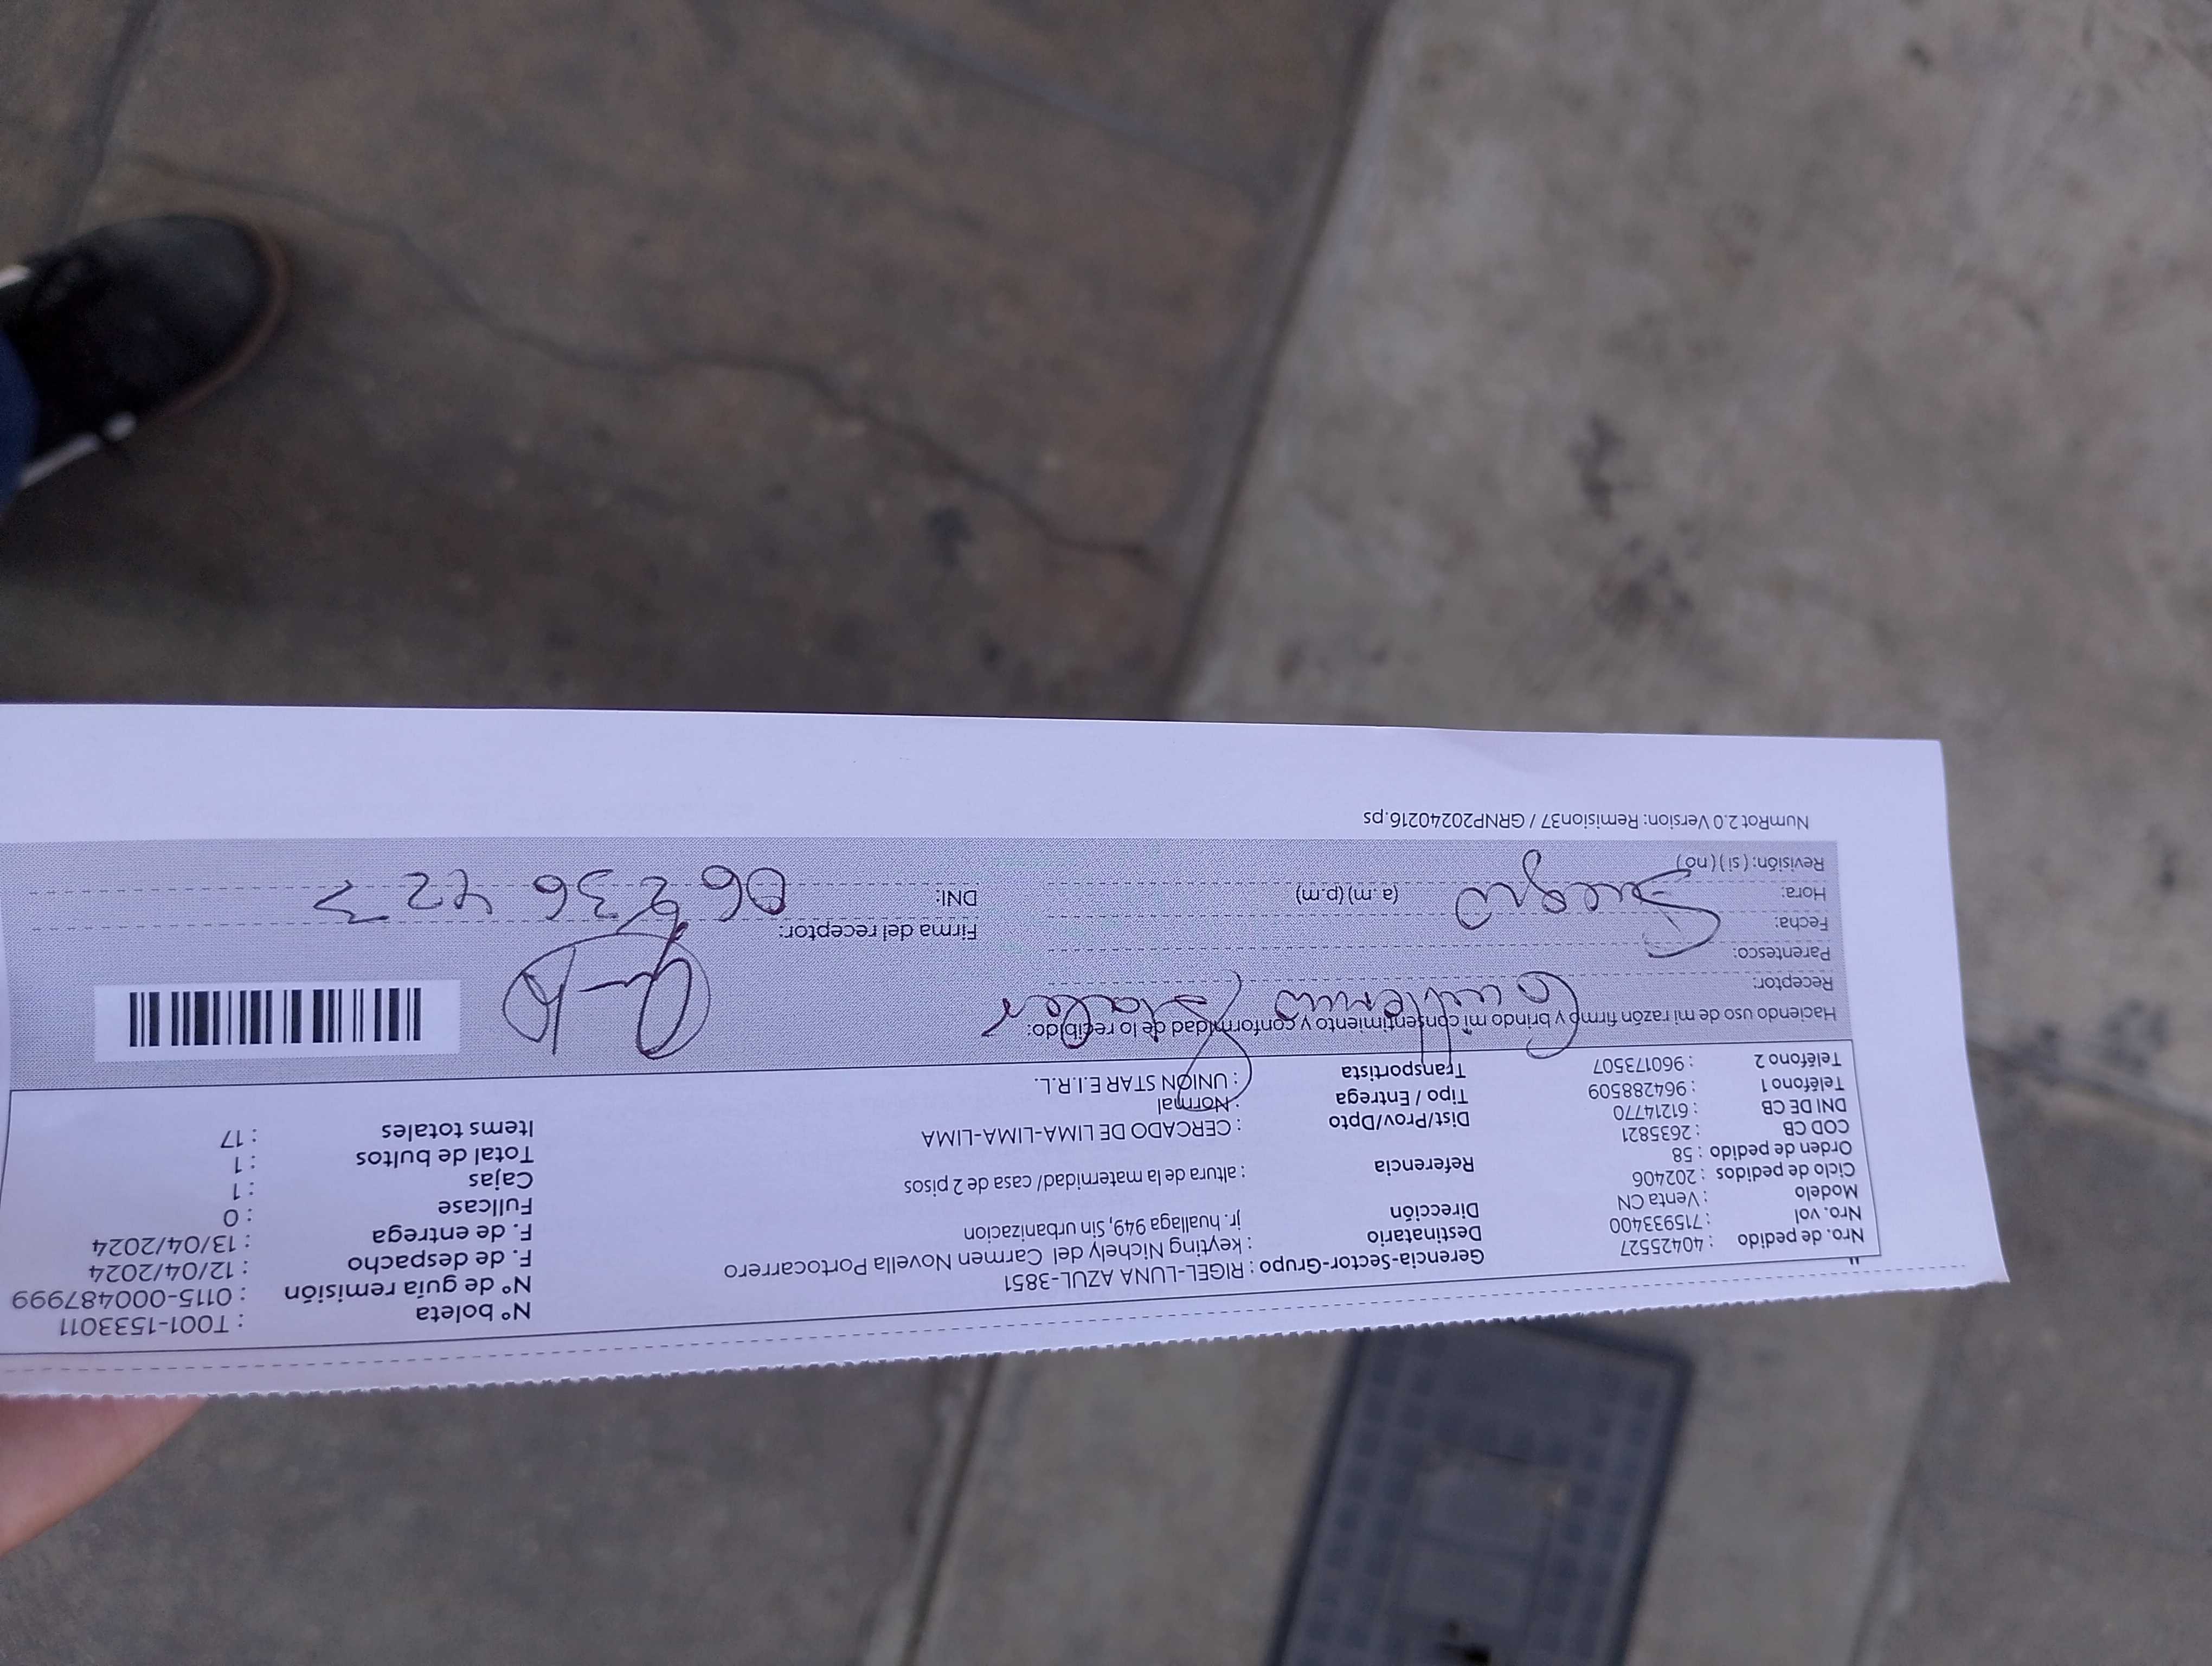 Nº boleta : T001-1533011
Nº de guía remisión : 0115-000487999
F. de despacho : 12/04/2024
F. de entrega : 13/04/2024
Fullcase : 0
Cajas : 1
Total de bultos : 1
Items totales : 17
Gerencia-Sector-Grupo : RIGEL-LUNA AZUL-3851
Destinatario : keyting Nichely del Carmen Novella Portocarrero
Dirección jr. huallaga 949, Sin urbanizacion
Referencia : altura de la maternidad/ casa de 2 pisos
Dist/Prov/Dpto : CERCADO DE LIMA-LIMA-LIMA
Tipo / Entrega : Normal
Transportista : UNION STAR E.I.R.L.
Nro. de pedido : 40425527
Nro. vol : 715933400
Modelo : Venta CN
Ciclo de pedidos : 202406
Orden de pedido : 58
COD CB : 2635821
DNI DE CB : 61214770
Teléfono 1 : 964288509
Teléfono 2 : 960173507
Haciendo uso de mi razón firmo y brindo mi consentimiento y conformidad de lo recibido:
Receptor: Guillermo
Parentesco: Suegro
Fecha:
Hora: (a.m) (p.m)
Revisión: ( si ) ( no )
Firma del receptor:
DNI:
NumRot 2.0 Version: Remision37 / GRNP20240216.ps